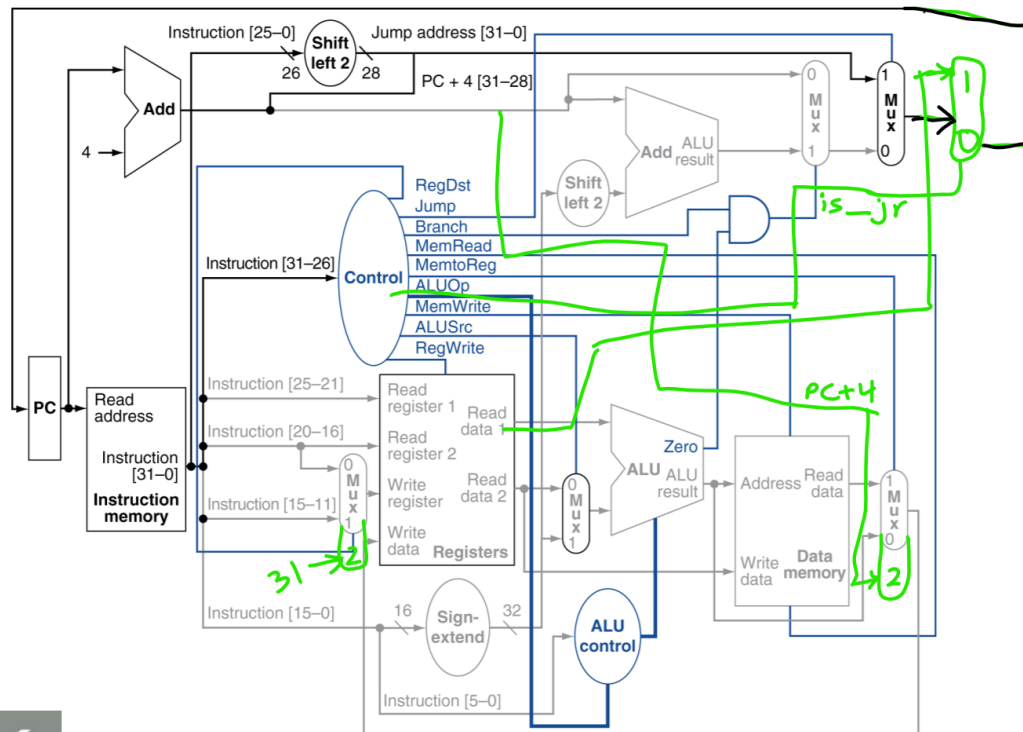 Instruction [25–0]
Shift left 2
Jump address [31–0]
26
28
PC + 4 [31–28]
Add
4
0
Mux
1
1
Mux
0
1
0
Add
ALU result
Shift left 2
is_jr
RegDst
Jump
Branch
MemRead
MemtoReg
ALUOp
MemWrite
ALUSrc
RegWrite
Instruction [31–26]
Control
PC
Read address
Instruction [31–0]
Instruction memory
Instruction [25–21]
Instruction [20–16]
Instruction [15–11]
0
Mux
1
2
31
Read register 1
Read register 2
Write register
Write data
Read data 1
Read data 2
Registers
0
Mux
1
Zero
ALU
ALU result
PC+4
Address
Read data
Write data
Data memory
1
Mux
0
2
Instruction [15–0]
16
Sign-extend
32
ALU control
Instruction [5–0]